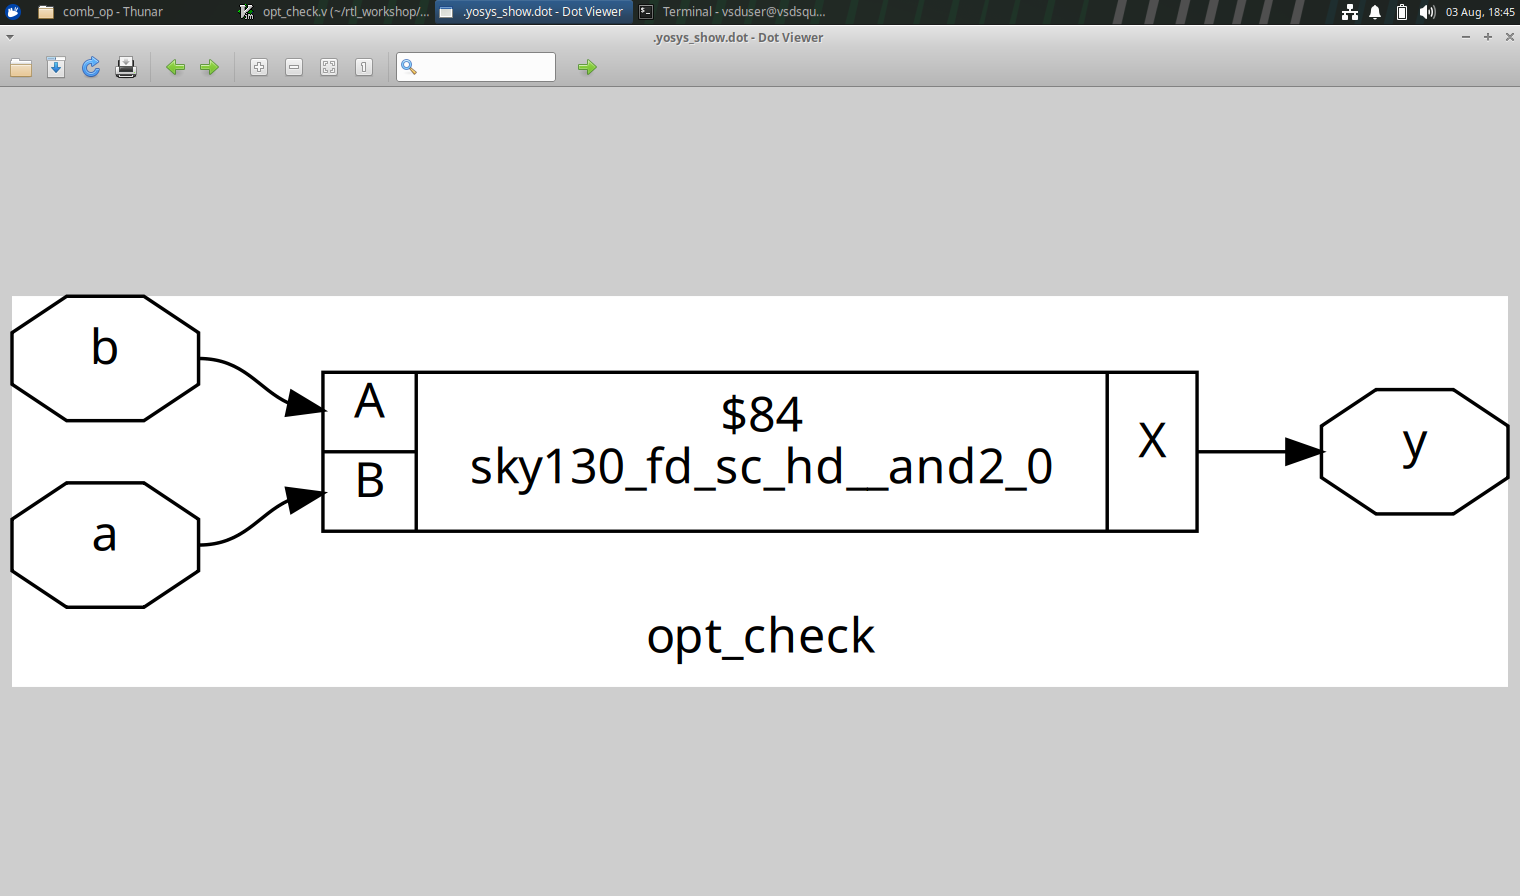 comb_op - Thunar
opt_check.v (~/rtl_workshop/...
.yosys_show.dot - Dot Viewer
Terminal - vsduser@vsdsqu...
03 Aug, 18:45
.yosys_show.dot - Dot Viewer
1
b
a
A
B
$84
sky130_fd_sc_hd__and2_0
X
y
opt_check